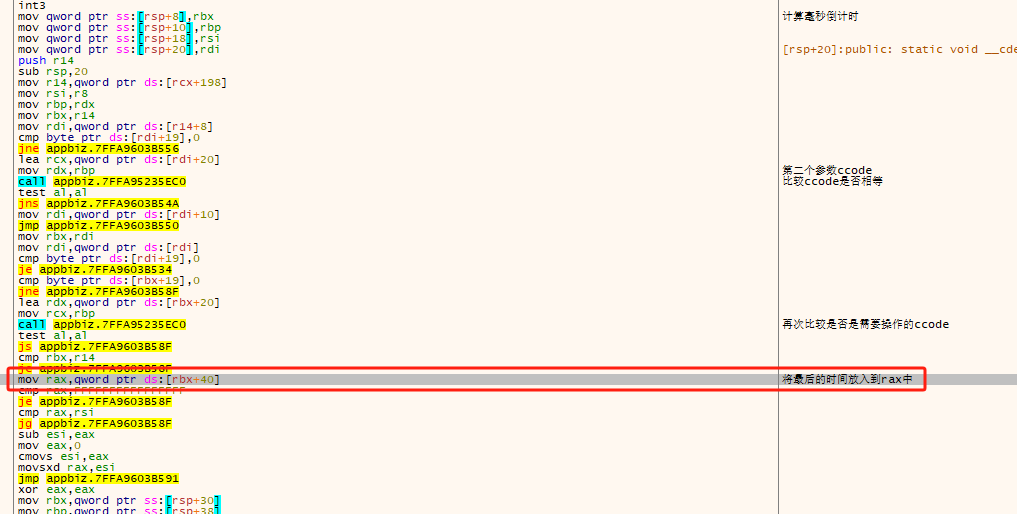 int3
mov qword ptr ss:[rsp+8],rbx 计算毫秒倒计时
mov qword ptr ss:[rsp+10],rbp
mov qword ptr ss:[rsp+18],rsi
mov qword ptr ss:[rsp+20],rdi [rsp+20]:public: static void __cde
push r14
sub rsp,20
mov r14,qword ptr ds:[rcx+198]
mov rsi,r8
mov rbp,rdx
mov rbx,r14
mov rdi,qword ptr ds:[r14+8]
cmp byte ptr ds:[rdi+19],0
jne appbiz.7FFA9603B556
lea rcx,qword ptr ds:[rdi+20]
mov rdx,rbp 第二个参数ccode
call appbiz.7FFA95235EC0 比较ccode是否相等
test al,al
jns appbiz.7FFA9603B54A
mov rdi,qword ptr ds:[rdi+10]
jmp appbiz.7FFA9603B550
mov rbx,rdi
mov rdi,qword ptr ds:[rdi]
cmp byte ptr ds:[rdi+19],0
je appbiz.7FFA9603B534
cmp byte ptr ds:[rbx+19],0
jne appbiz.7FFA9603B58F
lea rdx,qword ptr ds:[rbx+20]
mov rcx,rbp
call appbiz.7FFA95235EC0 再次比较是否是需要操作的ccode
test al,al
js appbiz.7FFA9603B58F
cmp rbx,r14
je appbiz.7FFA9603B58F
mov rax,qword ptr ds:[rbx+40] 将最后的时间放入到rax中
cmp rax,FFFFFFFFFFFFFFFF
je appbiz.7FFA9603B58F
cmp rax,rsi
jg appbiz.7FFA9603B58F
sub esi,eax
mov eax,0
cmovs esi,eax
movsxd rax,esi
jmp appbiz.7FFA9603B591
xor eax,eax
mov rbx,qword ptr ss:[rsp+30]
mov rbp,qword ptr ss:[rsp+38]